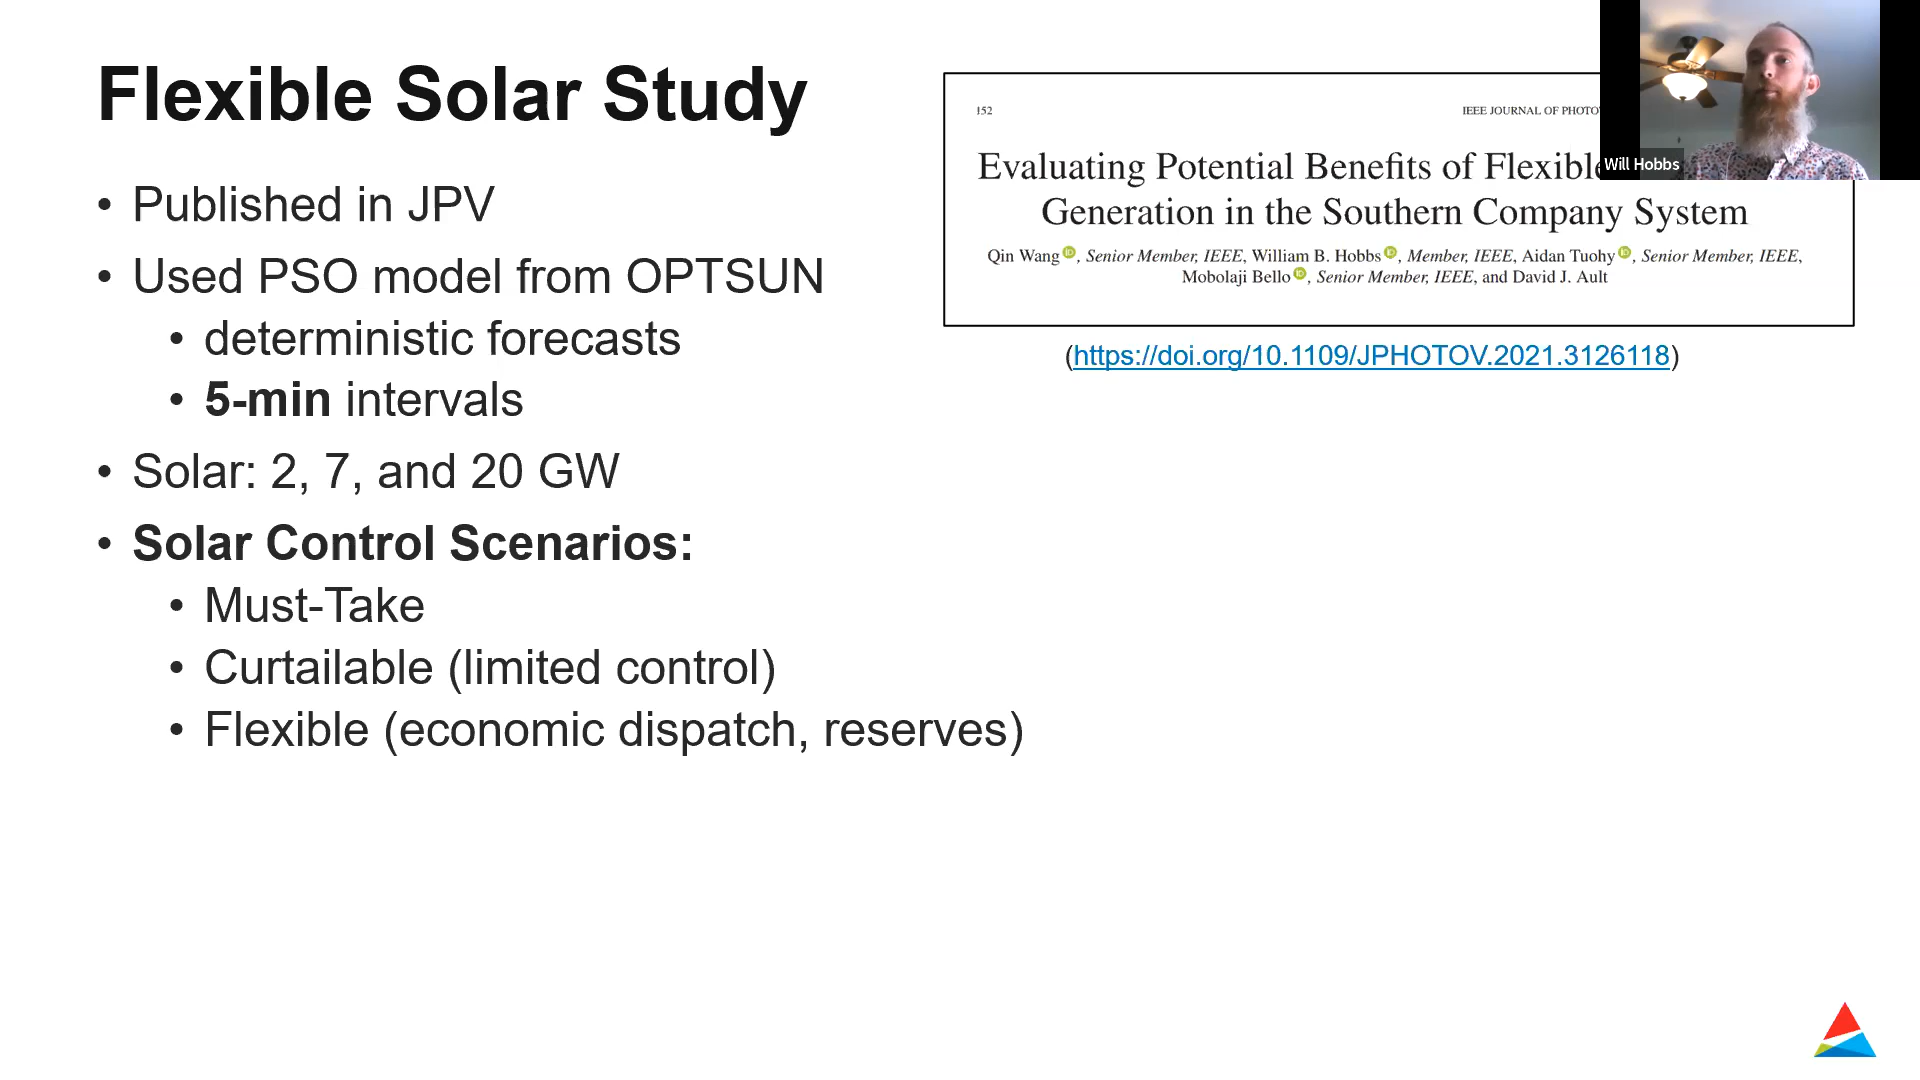 Flexible Solar Study
• Published in JPV
• Used PSO model from OPTSUN
• deterministic forecasts
• 5-min intervals
• Solar: 2, 7, and 20 GW
• Solar Control Scenarios:
• Must-Take
• Curtailable (limited control)
• Flexible (economic dispatch, reserves)
152
IEEE JOURNAL OF
Evaluating Potential Benefits of Flexible
Generation in the Southern Company System
Qin Wang, Senior Member, IEEE, William B. Hobbs, Member, IEEE, Aidan Tuohy, Senior Member, IEEE,
Mobolaji Bello, Senior Member, IEEE, and David J. Ault
(https://doi.org/10.1109/JPHOTOV.2021.3126118)
Will Hobbs